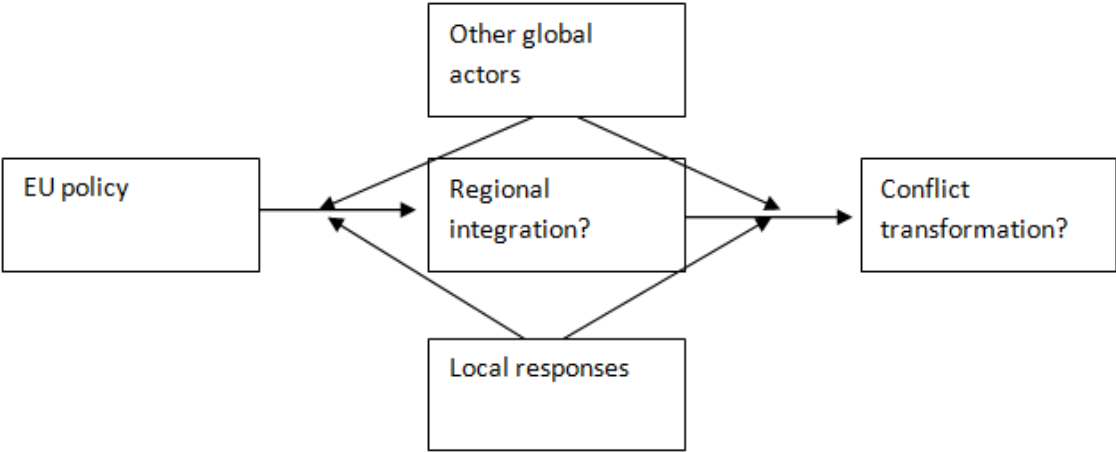 Other global
actors
EU policy
Regional
integration?
Conflict
transformation?
Local responses